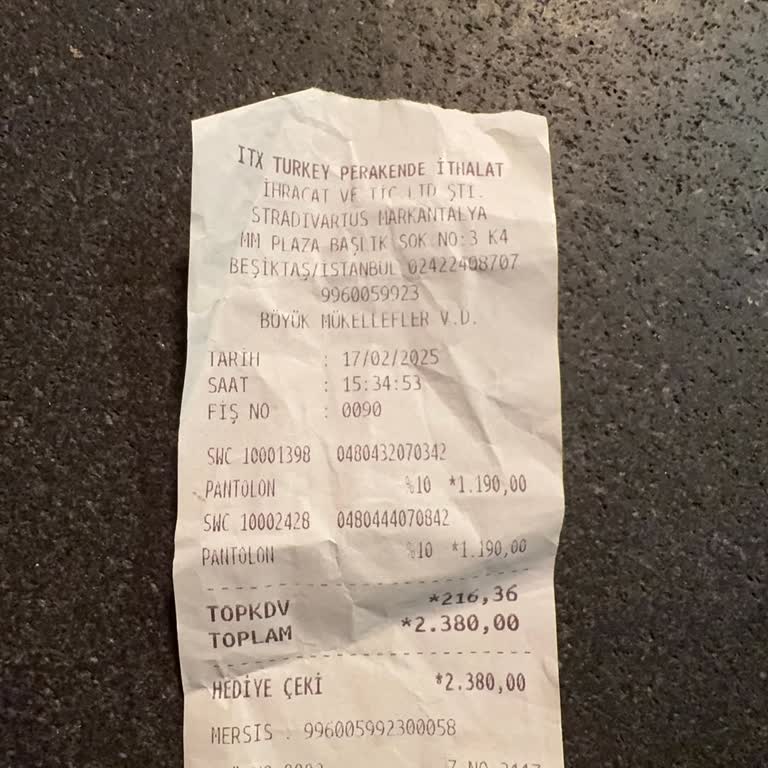 ITX TURKEY PERAKENDE İTHALAT
İHRACAT VE TİC LTD ŞTİ.
STRADIVARIUS MARKANTALYA
MM PLAZA BAŞLIK SOK NO:3 K4
BEŞİKTAŞ/İSTANBUL 02422408707
9960059923
BÖYÜK MÜKELLEFLER V.D.
TARİH : 17/02/2025
SAAT : 15:34:53
FİŞ NO : 0090
SWC 10001398 0480432070342
PANTOLON %10 *1.190,00
SWC 10002428 0480444070842
PANTOLON %10 *1.190,00
TOPKDV *216,36
TOPLAM *2.380,00
HEDİYE ÇEKİ *2.380,00
MERSIS . 996005992300058